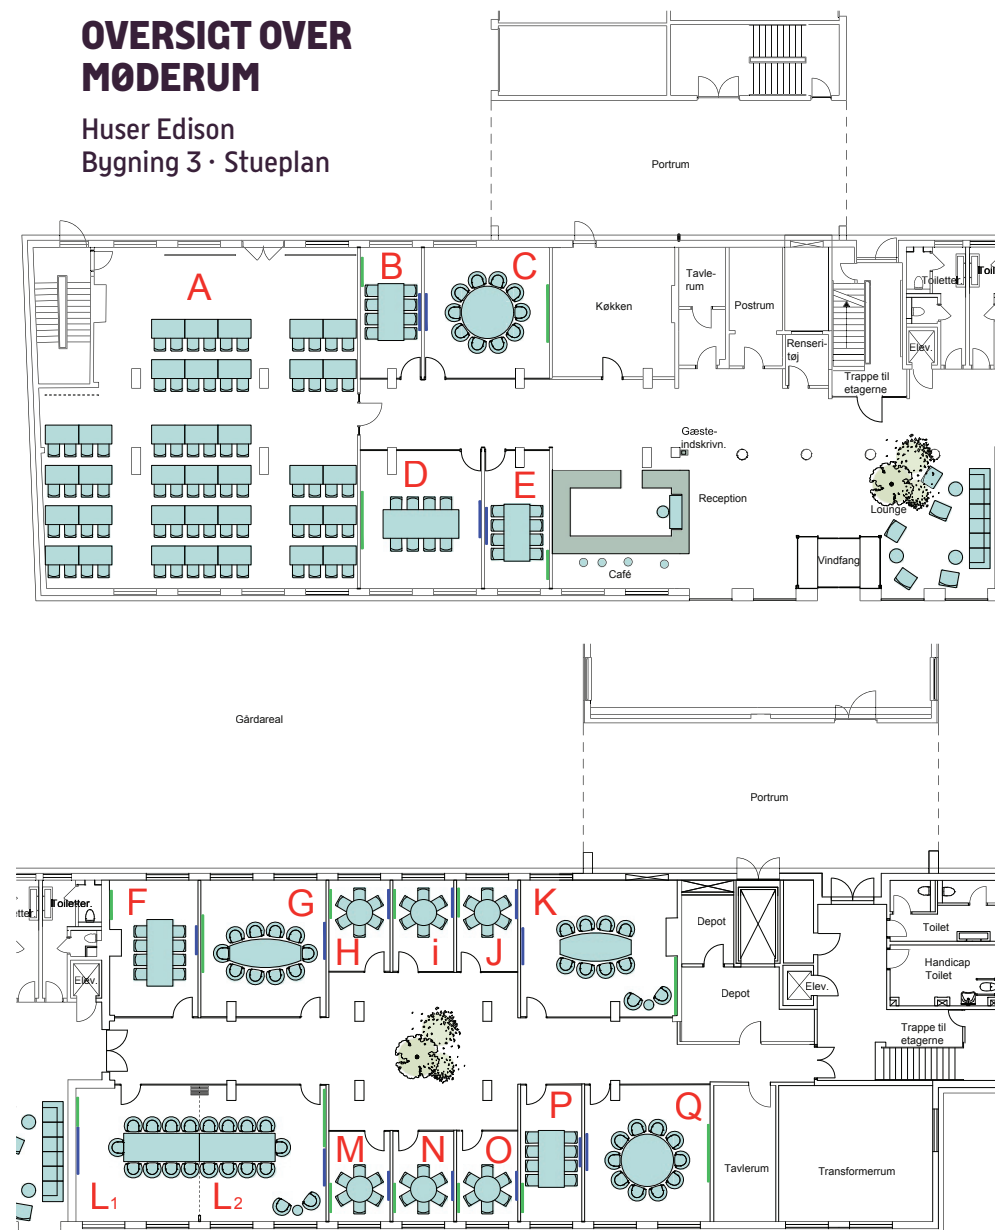 OVERSIGT OVER
MØDERUM
Huser Edison
Bygning 3 · Stueplan
Portrum
A
B
C
Køkken
Tavle-
rum
Postrum
Renseri-
tøj
Trappe til
etagerne
Toiletter
Elev.
D
E
Gæste-
indskrivn.
Reception
Café
Lounge
Vindfang
Gårdareal
Portrum
Toiletter.
Elev.
F
G
H
i
J
K
Depot
Depot
Elev.
Toilet
Handicap
Toilet
Trappe til
etagerne
L1
L2
M
N
O
P
Q
Tavlerum
Transformerrum